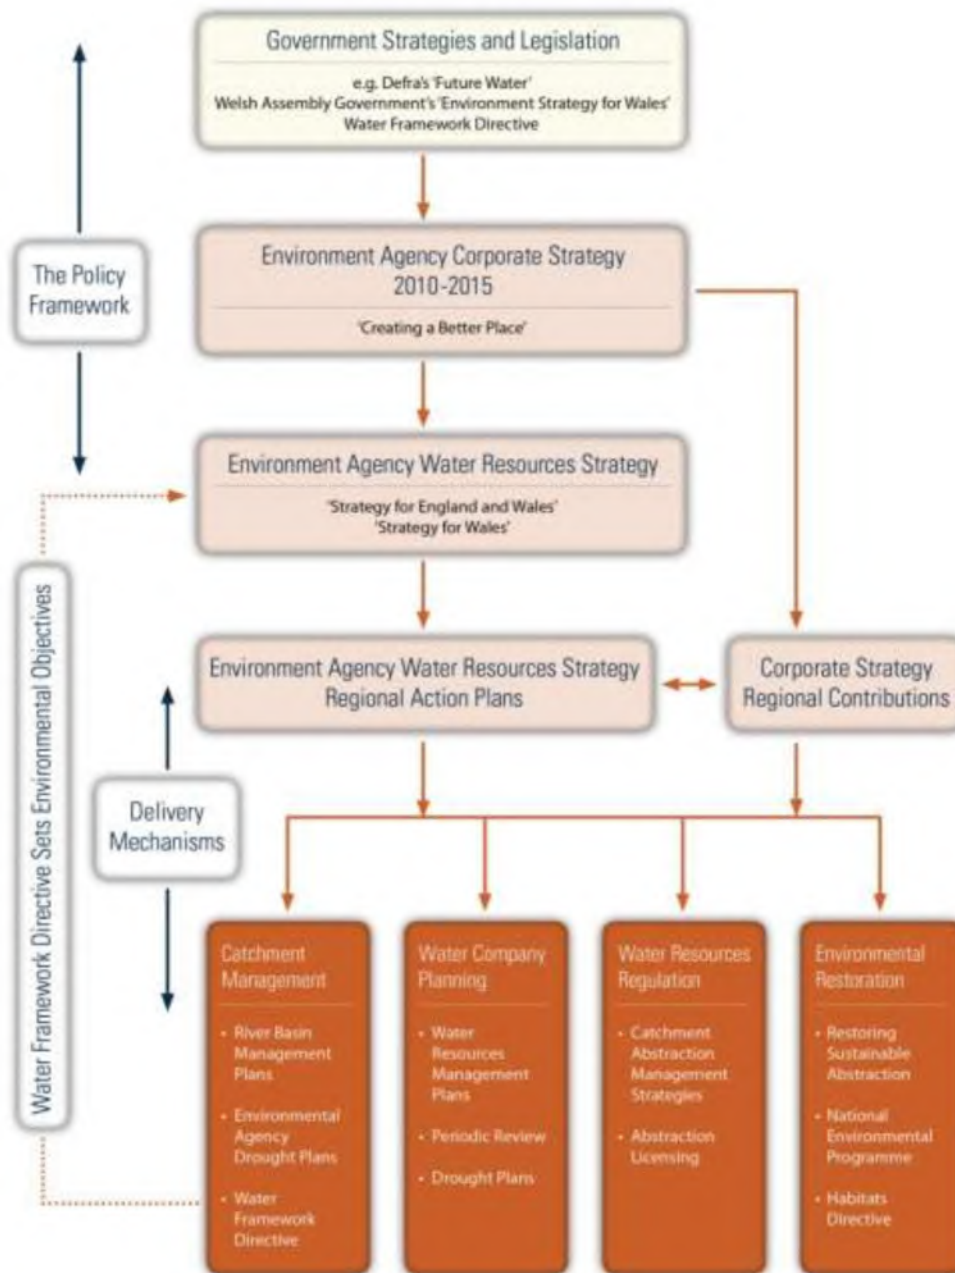 Government Strategies and Legislation
e.g. Defra's 'Future Water'
Welsh Assembly Government's 'Environment Strategy for Wales'
Water Framework Directive
The Policy
Framework
Environment Agency Corporate Strategy
2010-2015
'Creating a Better Place'
Environment Agency Water Resources Strategy
'Strategy for England and Wales'
'Strategy for Wales'
Water Framework Directive Sets Environmental Objectives
Environment Agency Water Resources Strategy
Regional Action Plans
Corporate Strategy
Regional Contributions
Delivery
Mechanisms
Catchment
Management
• River Basin
Management
Plans
• Environmental
Agency
Drought Plans
• Water
Framework
Directive
Water Company
Planning
• Water
Resources
Management
Plans
• Periodic Review
• Drought Plans
Water Resources
Regulation
• Catchment
Abstraction
Management
Strategies
• Abstraction
Licensing
Environmental
Restoration
• Restoring
Sustainable
Abstraction
• National
Environmental
Programme
• Habitats
Directive